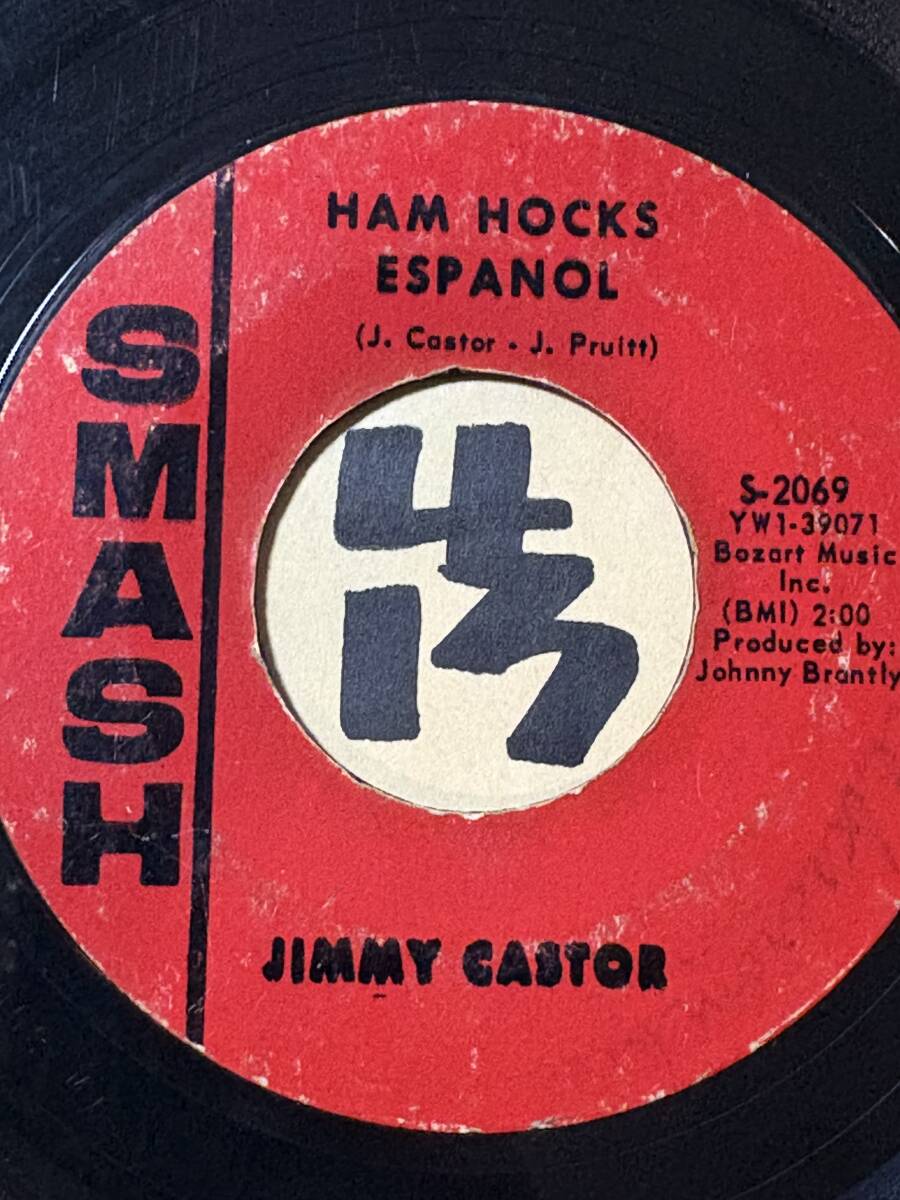 HAM HOCKS
ESPANOL
(J. Castor - J. Pruitt)
SMASH
S-2069
YW1-39071
Bozart Music
Inc.
(BMI) 2:00
Produced by:
Johnny Brantly
JIMMY CASTOR